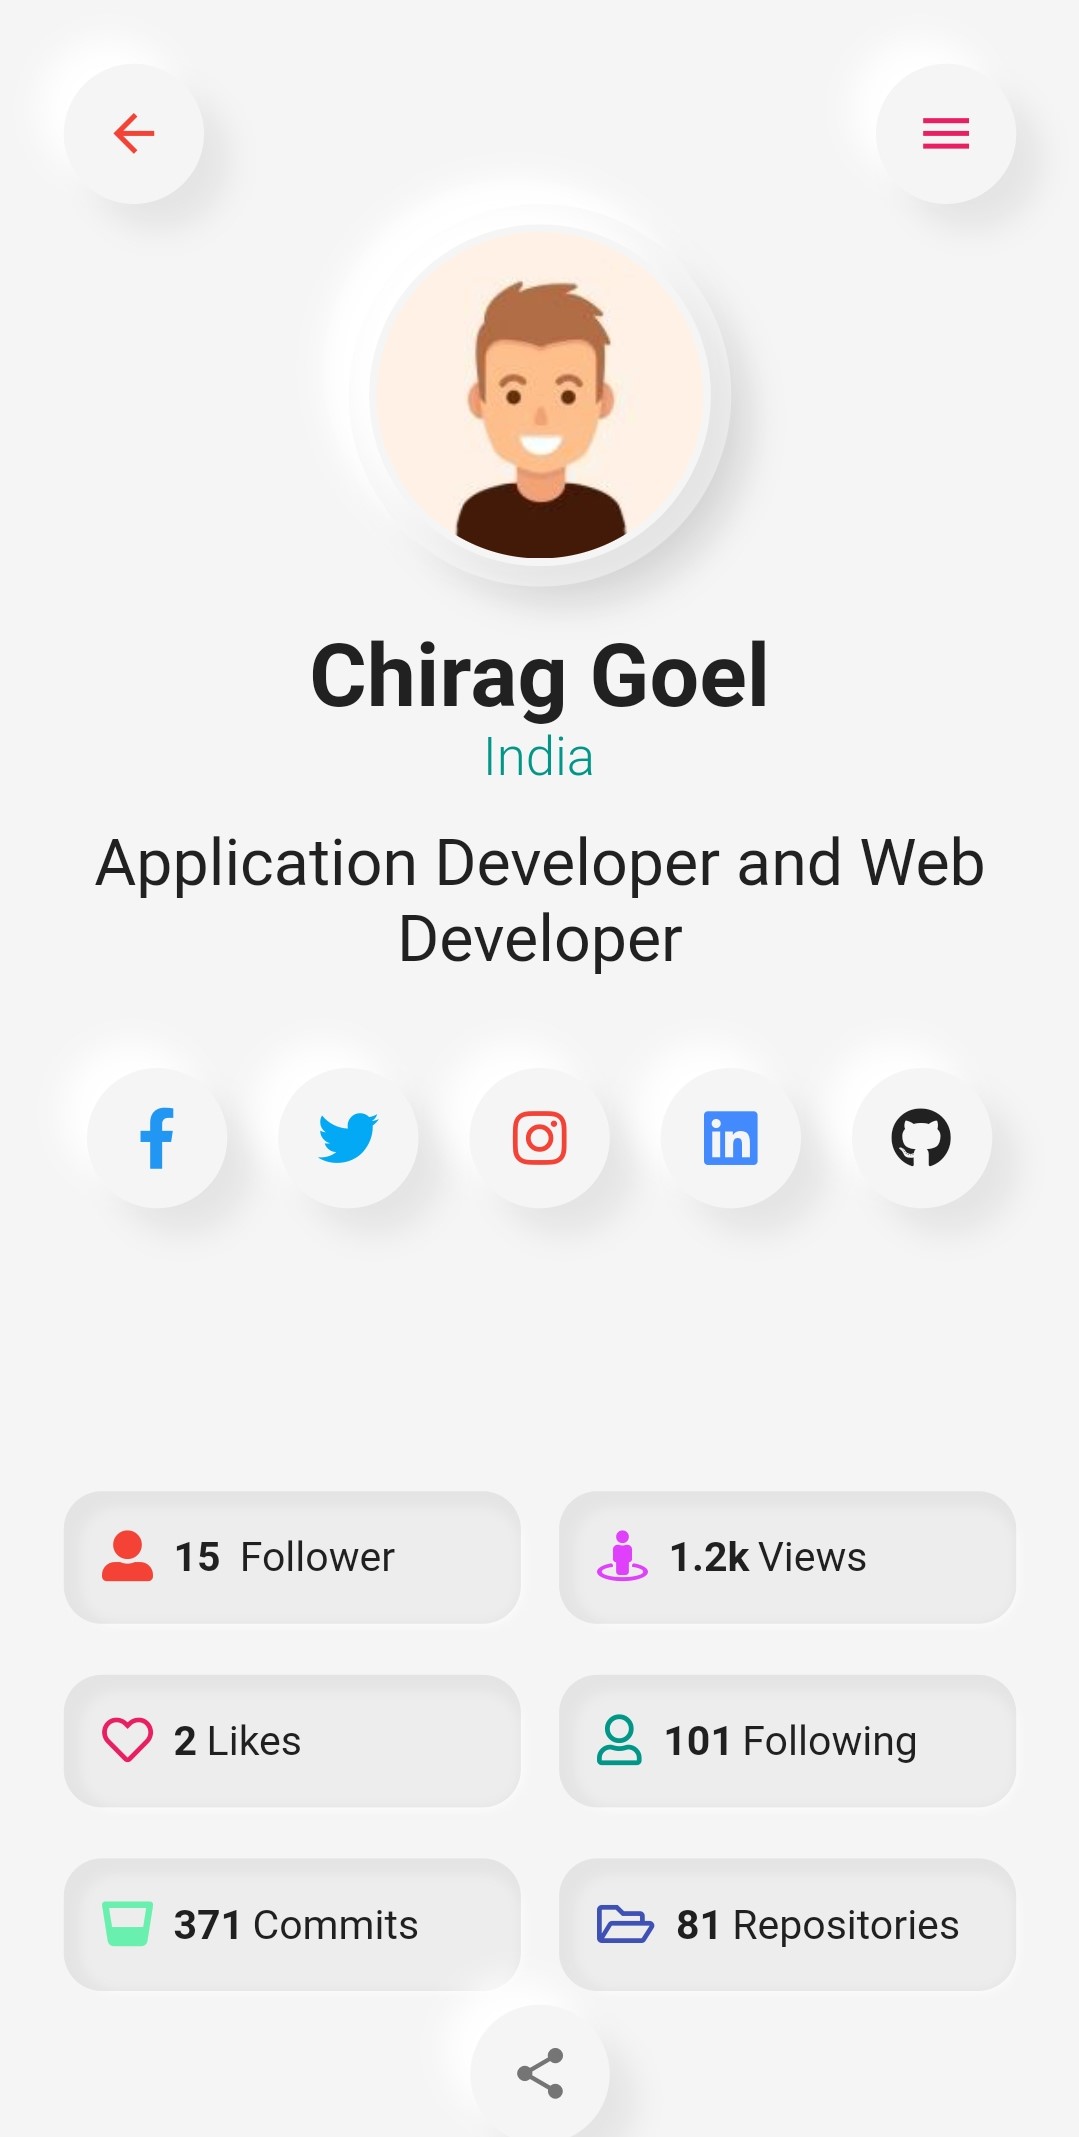 Chirag Goel
India
Application Developer and Web
Developer
15 Follower
1.2k Views
2 Likes
101 Following
371 Commits
81 Repositories